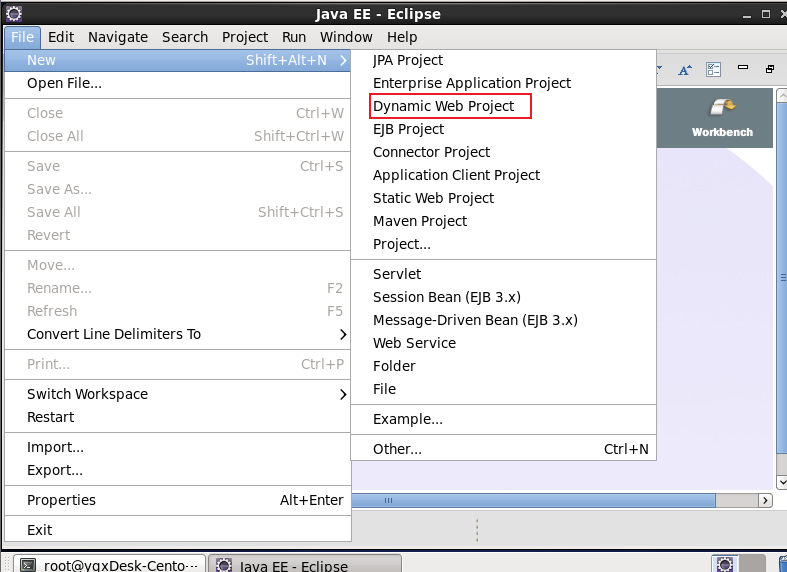 Java EE - Eclipse
File Edit Navigate Search Project Run Window Help
New Shift+Alt+N
Open File...
Close Ctrl+W
Close All Shift+Ctrl+W
Save Ctrl+S
Save As...
Save All Shift+Ctrl+S
Revert
Move...
Rename... F2
Refresh F5
Convert Line Delimiters To
Print... Ctrl+P
Switch Workspace
Restart
Import...
Export...
Properties Alt+Enter
Exit
JPA Project
Enterprise Application Project
Dynamic Web Project
EJB Project
Connector Project
Application Client Project
Static Web Project
Maven Project
Project...
Servlet
Session Bean (EJB 3.x)
Message-Driven Bean (EJB 3.x)
Web Service
Folder
File
Example...
Other... Ctrl+N
Workbench
root@yqxDesk-Cento···
Java EE - Eclipse